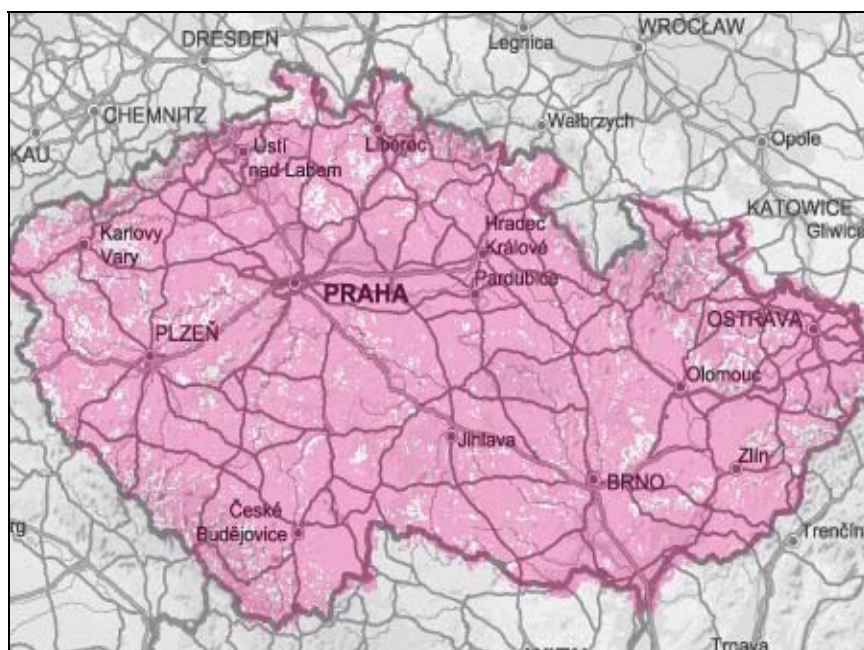 DRESDEN
Legnica
WROCŁAW
CHEMNITZ
KAU
Ústí
nad Labem
Liberec
Wałbrzych
Opole
Karlovy
Vary
Hradec
Králové
KATOWICE
Gliwice
PRAHA
Pardubice
PLZEŇ
OSTRAVA
Olomouc
Jihlava
Zlín
BRNO
České
Budějovice
rg
Trenčín
Trnava